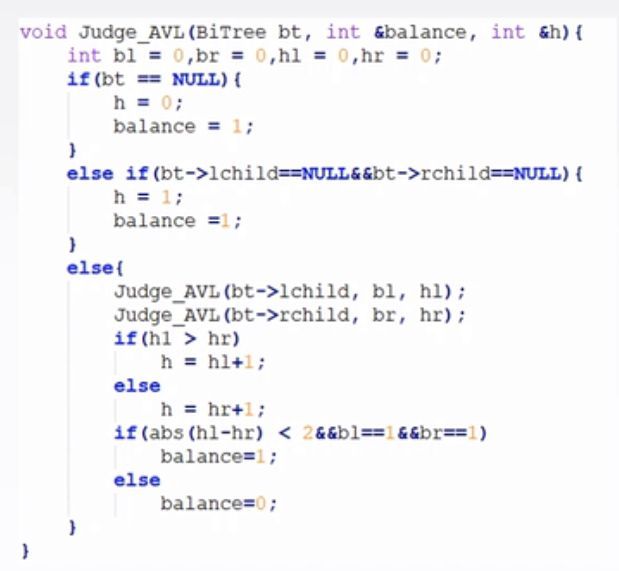 void Judge_AVL(BiTree bt, int &balance, int &h){
    int bl = 0,br = 0,hl = 0,hr = 0;
    if(bt == NULL){
        h = 0;
        balance = 1;
    }
    else if(bt->lchild==NULL&&bt->rchild==NULL){
        h = 1;
        balance =1;
    }
    else{
        Judge_AVL(bt->lchild, bl, hl);
        Judge_AVL(bt->rchild, br, hr);
        if(hl > hr)
            h = hl+1;
        else
            h = hr+1;
        if(abs(hl-hr) < 2&&bl==1&&br==1)
            balance=1;
        else
            balance=0;
    }
}